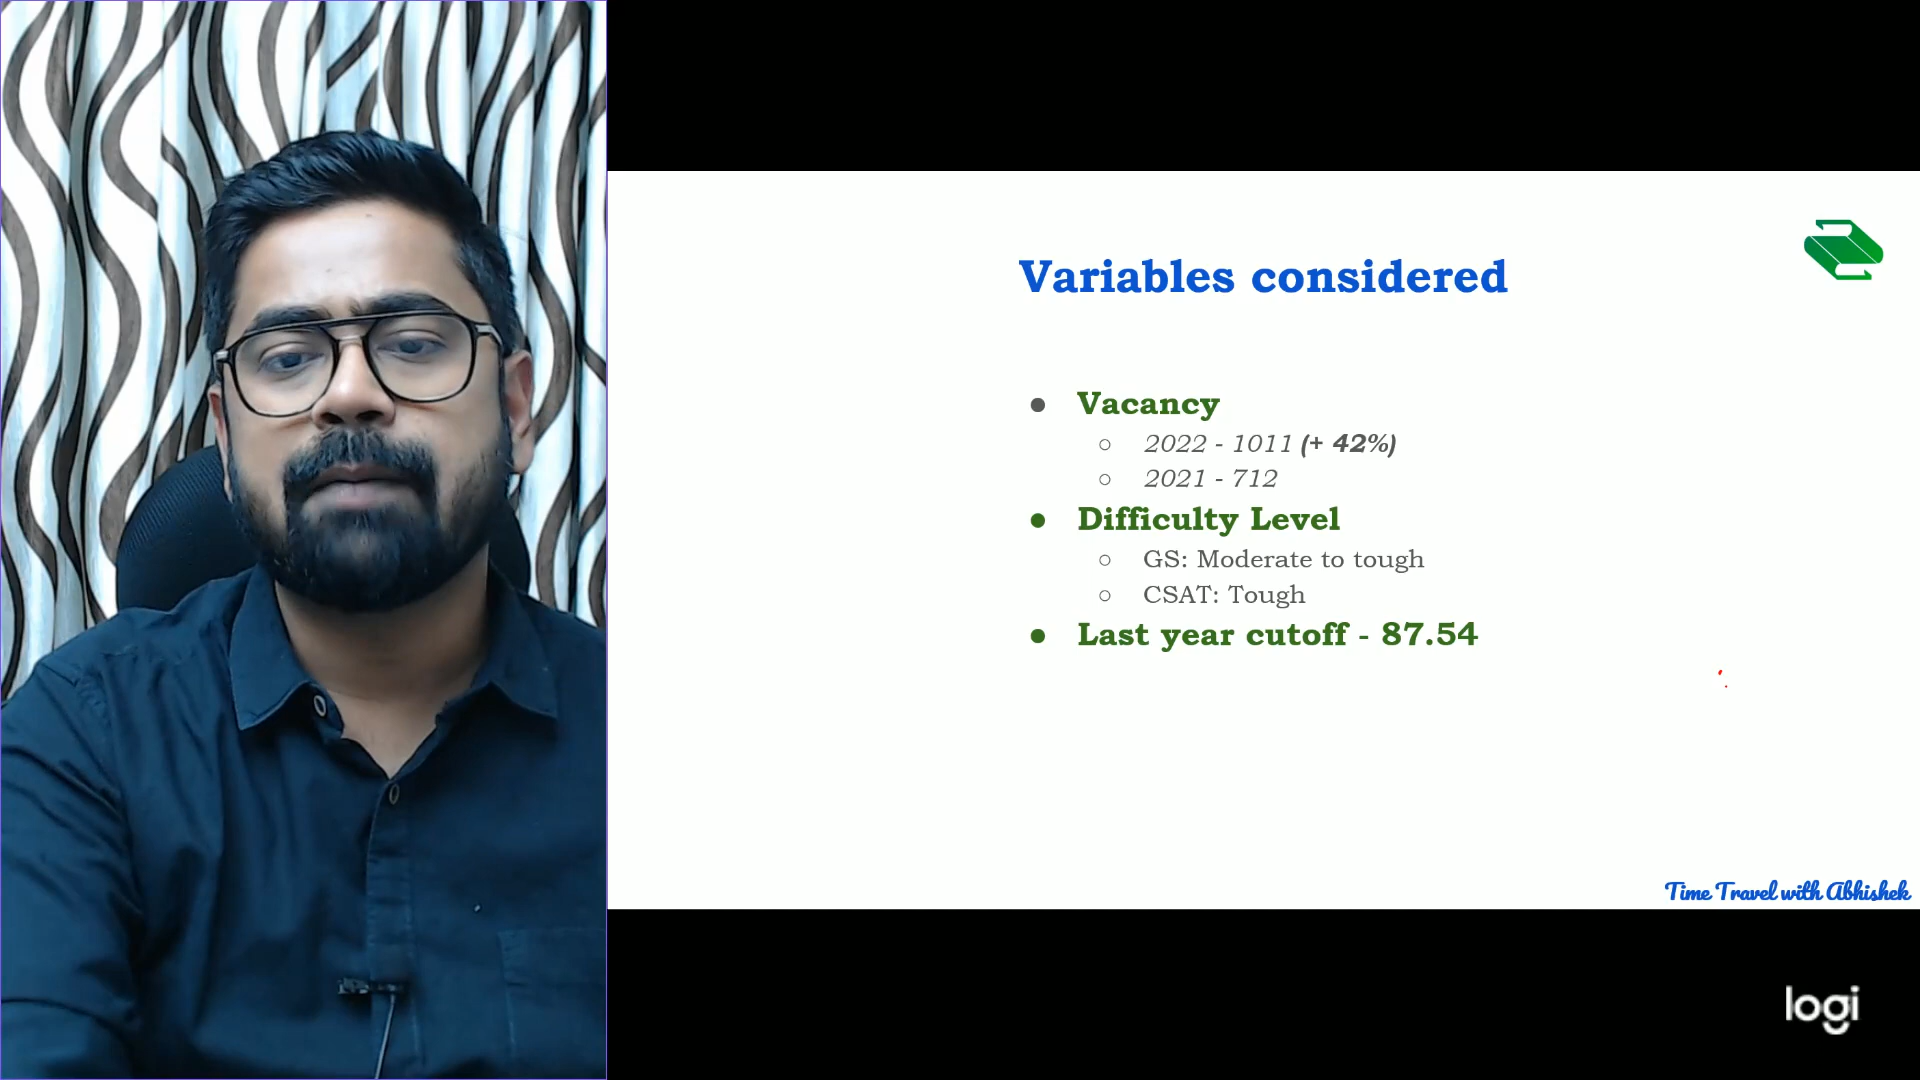 Variables considered
● Vacancy
○ 2022 - 1011 (+ 42%)
○ 2021 - 712
● Difficulty Level
○ GS: Moderate to tough
○ CSAT: Tough
● Last year cutoff - 87.54
Time Travel with Abhishek
logi